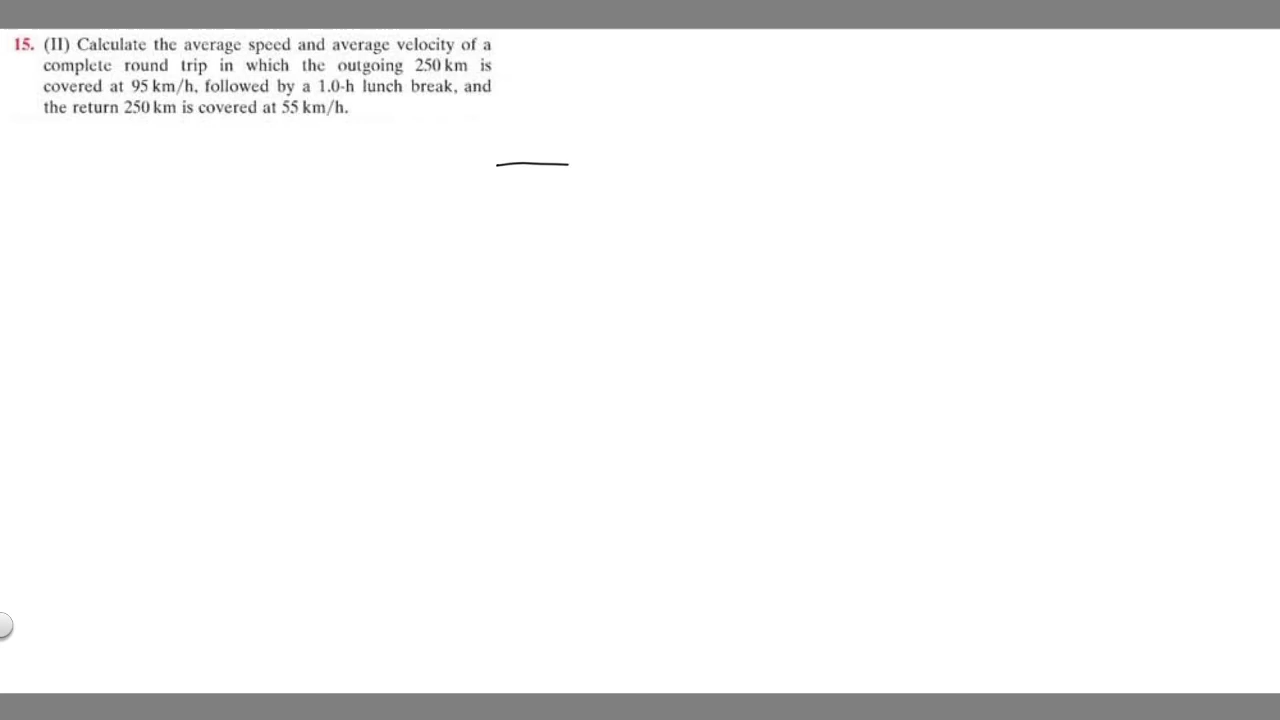 15. (II) Calculate the average speed and average velocity of a
complete round trip in which the outgoing 250 km is
covered at 95 km/h, followed by a 1.0-h lunch break, and
the return 250 km is covered at 55 km/h.